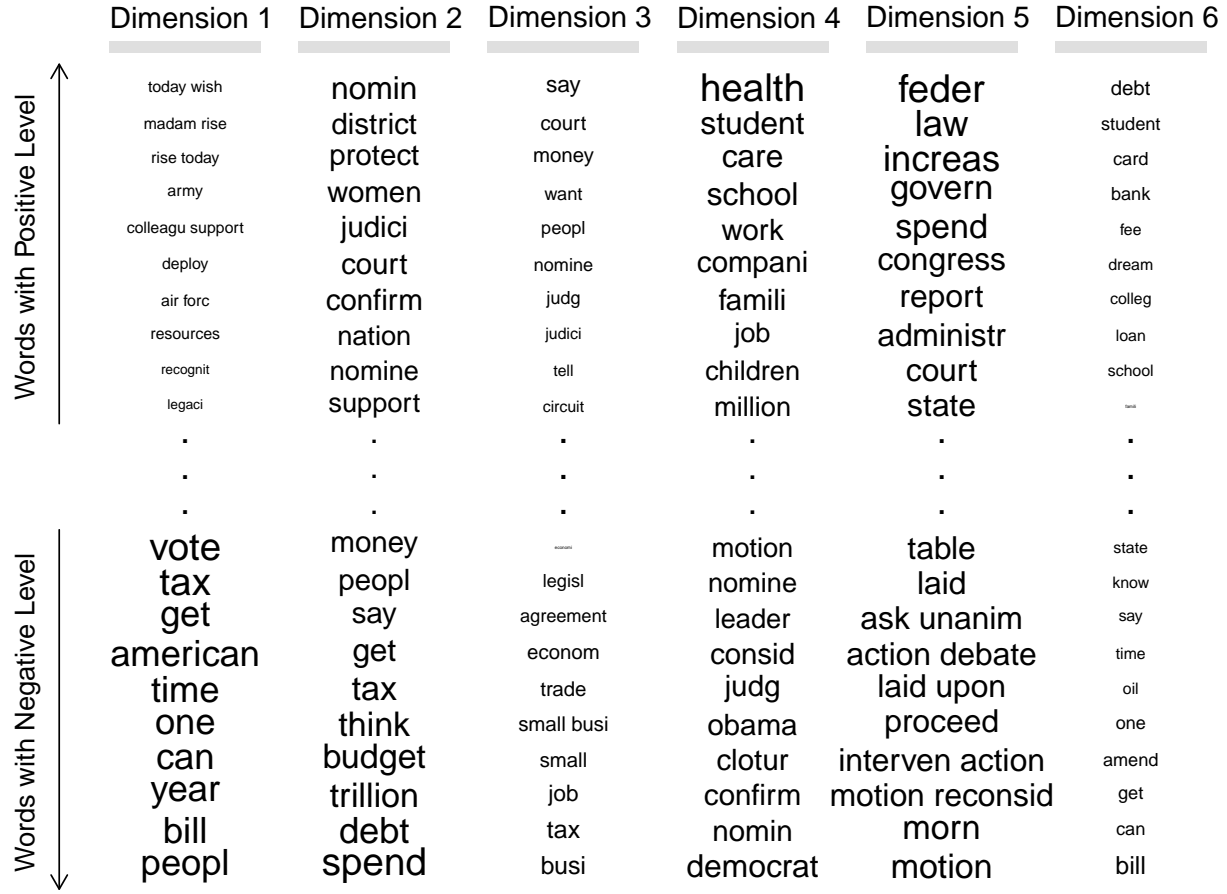 Dimension 1 Dimension 2 Dimension 3 Dimension 4 Dimension 5 Dimension 6
Words with Positive Level
today wish nomin say health feder debt
madam rise district court student law student
rise today protect money care increas card
army women want school govern bank
colleagu support judici peopl work spend fee
deploy court nomine compani congress dream
air forc confirm judg famili report colleg
resources nation judici job administr loan
recognit nomine tell children court school
legaci support circuit million state famili
. . . . . .
. . . . . .
. . . . . .
Words with Negative Level
vote money economi motion table state
tax peopl legisl nomine laid know
get say agreement leader ask unanim say
american get econom consid action debate time
time tax trade judg laid upon oil
one think small busi obama proceed one
can budget small clotur interven action amend
year trillion job confirm motion reconsid get
bill debt tax nomin morn can
peopl spend busi democrat motion bill